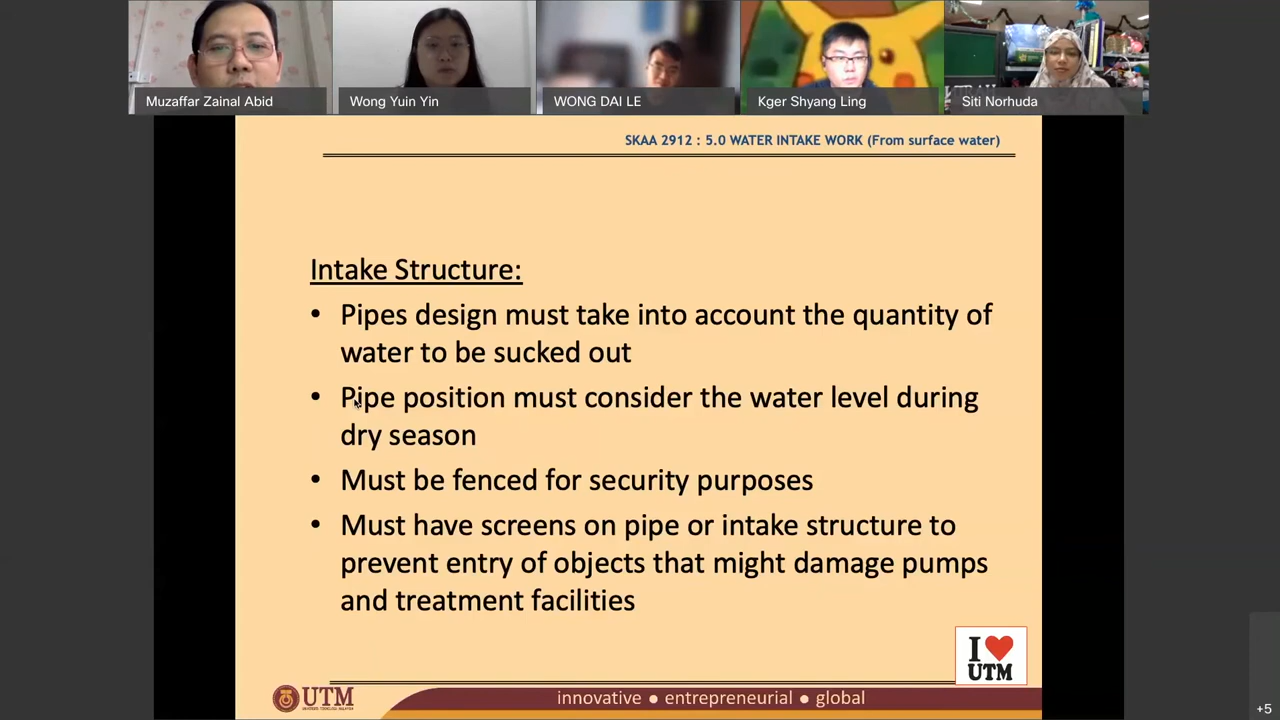 Muzaffar Zainal Abid
Wong Yuin Yin
WONG DAI LE
Kger Shyang Ling
Siti Norhuda
SKAA 2912 : 5.0 WATER INTAKE WORK (From surface water)
Intake Structure:
• Pipes design must take into account the quantity of
water to be sucked out
• Pipe position must consider the water level during
dry season
• Must be fenced for security purposes
• Must have screens on pipe or intake structure to
prevent entry of objects that might damage pumps
and treatment facilities
I ❤ UTM
UTM
innovative ● entrepreneurial ● global
+5